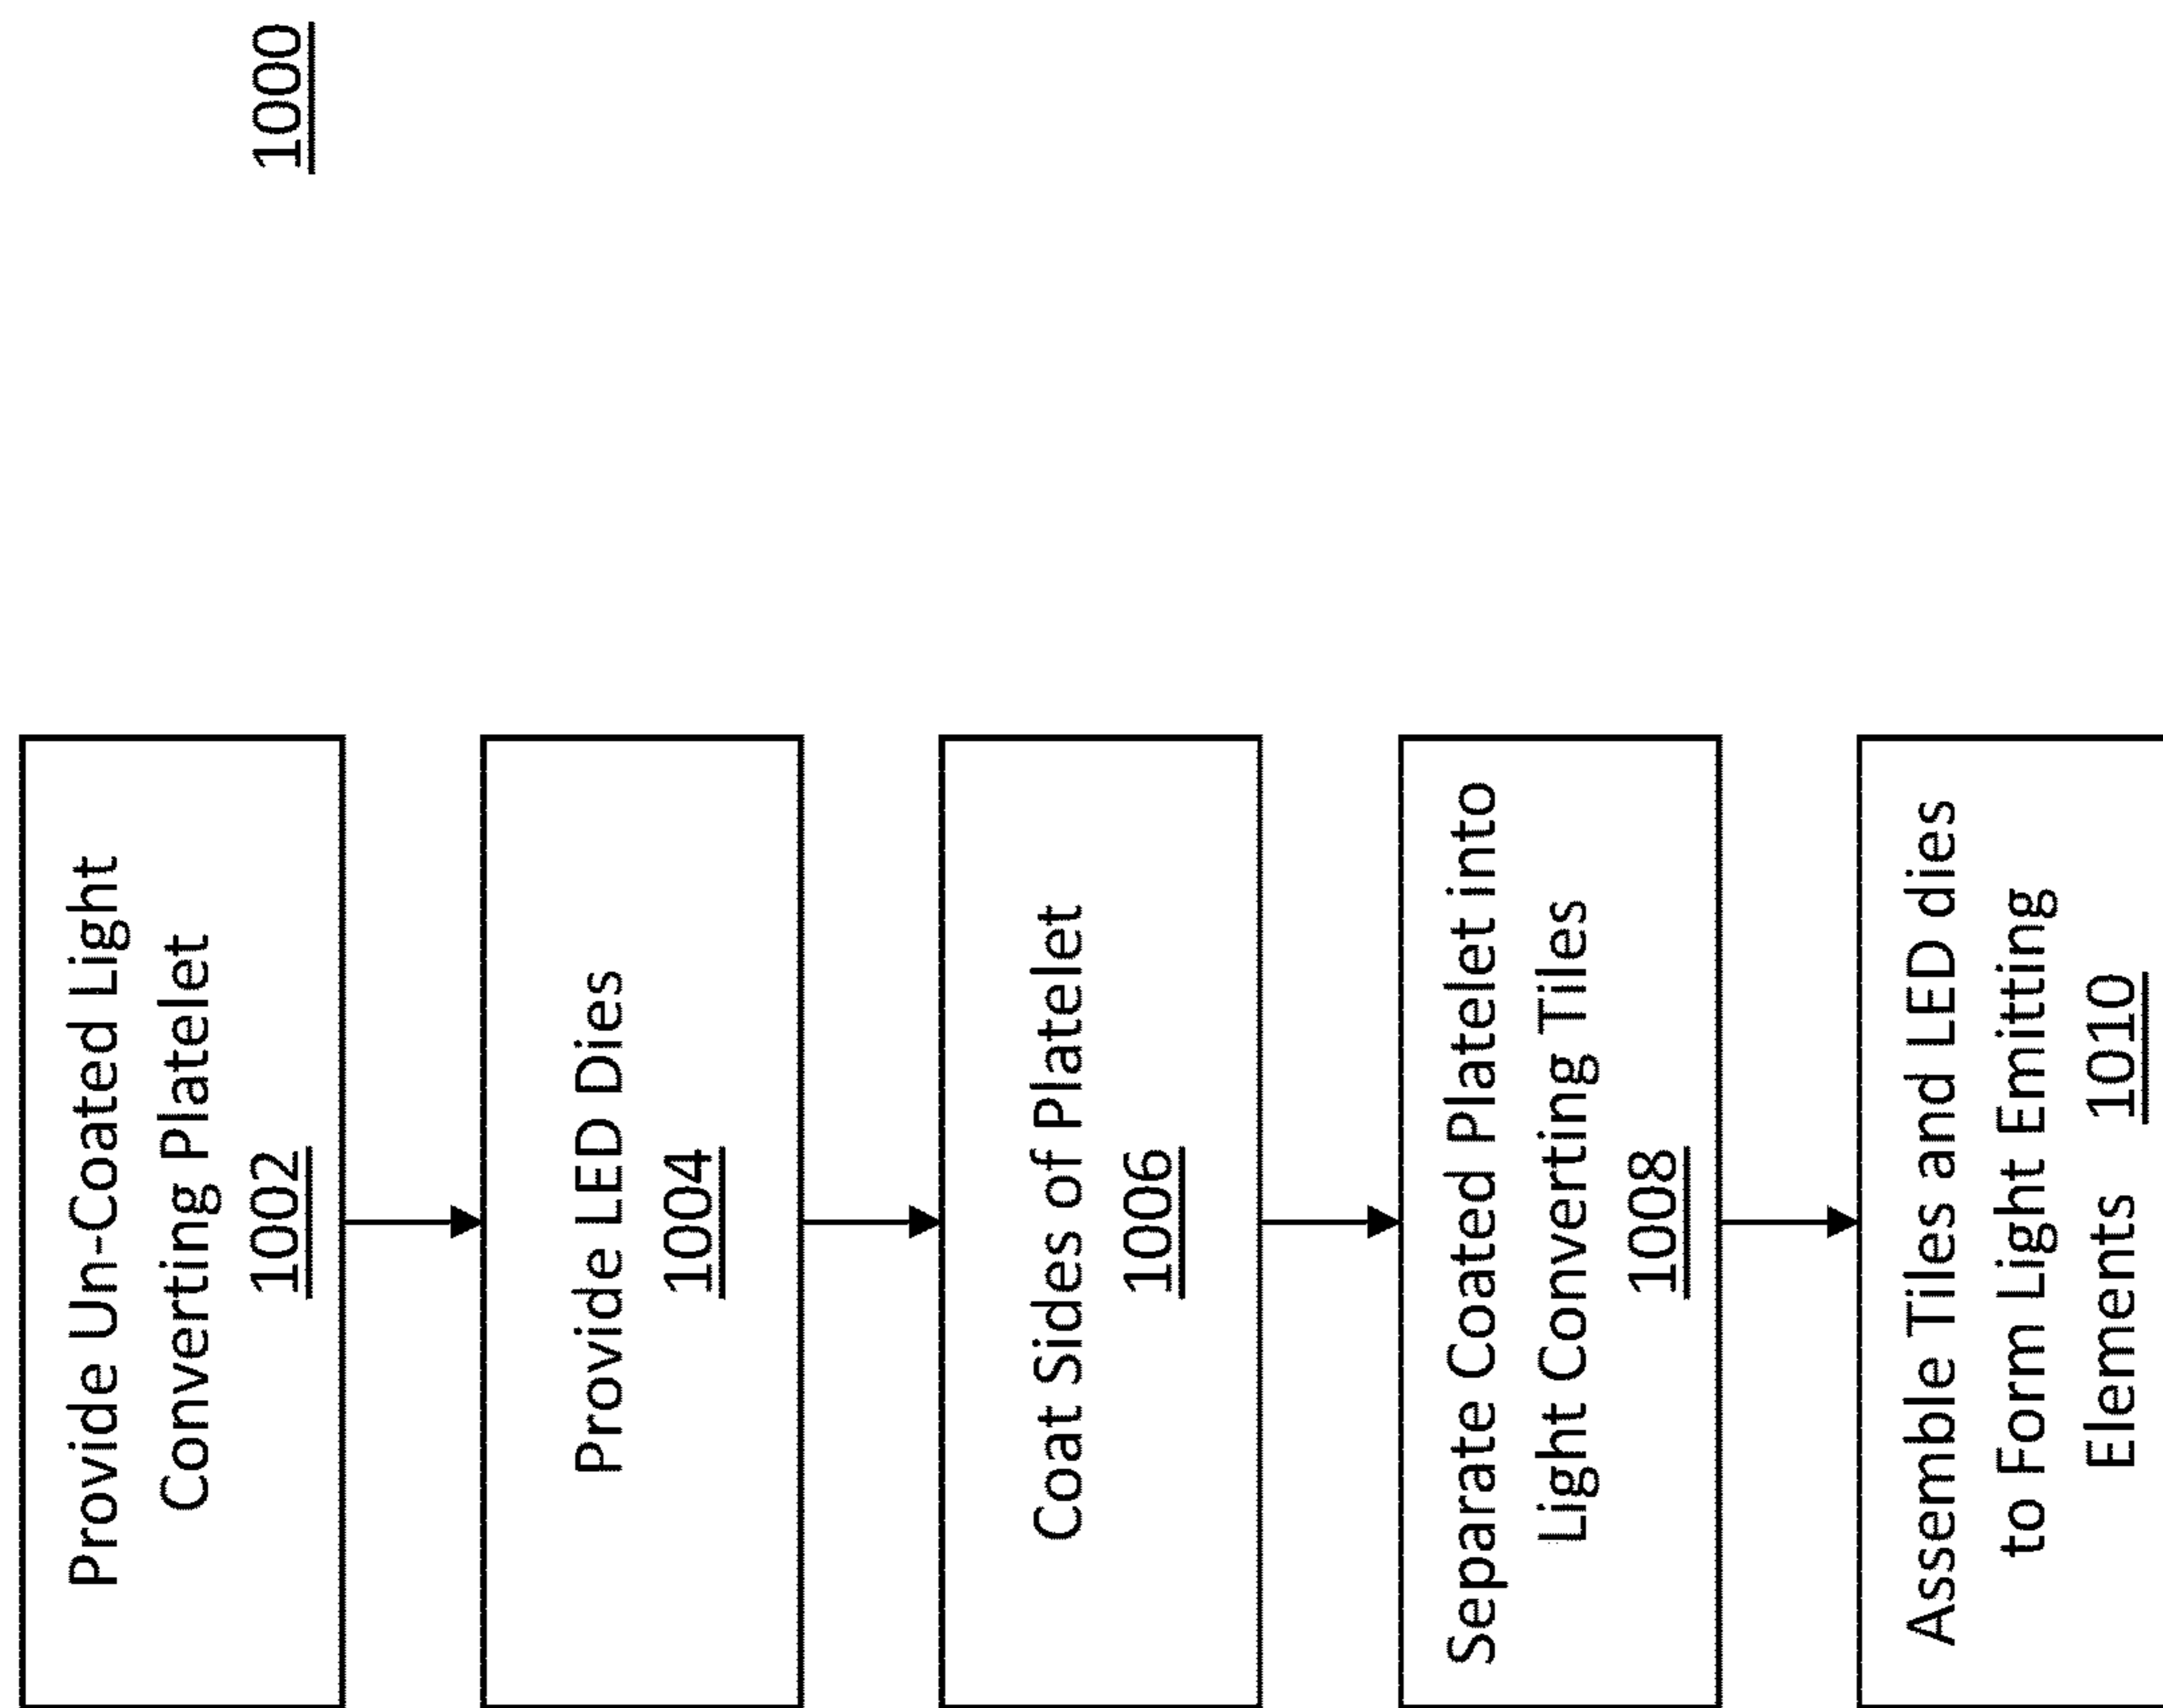 1000
Provide Un-Coated Light
Converting Platelet
1002
Provide LED Dies
1004
Coat Sides of Platelet
1006
Separate Coated Platelet into
Light Converting Tiles
1008
Assemble Tiles and LED dies
to Form Light Emitting
Elements 1010